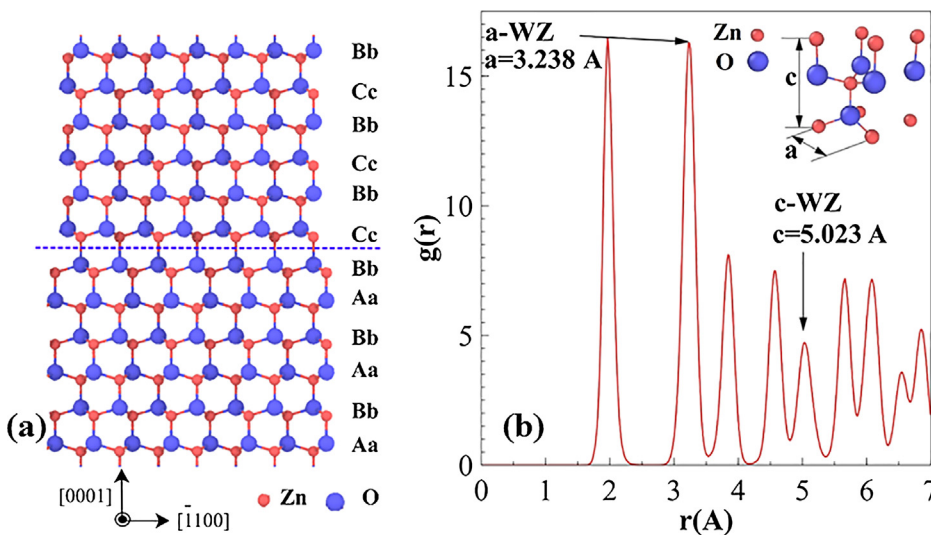 Bb
Cc
Bb
Cc
Bb
Cc
Bb
Aa
Bb
Aa
Bb
Aa
(a)
[0001]
[1̅100]
Zn
O
a-WZ
a=3.238 A
Zn
O
c
a
c-WZ
c=5.023 A
(b)
g(r)
15
10
5
0
0 1 2 3 4 5 6 7
r(A)